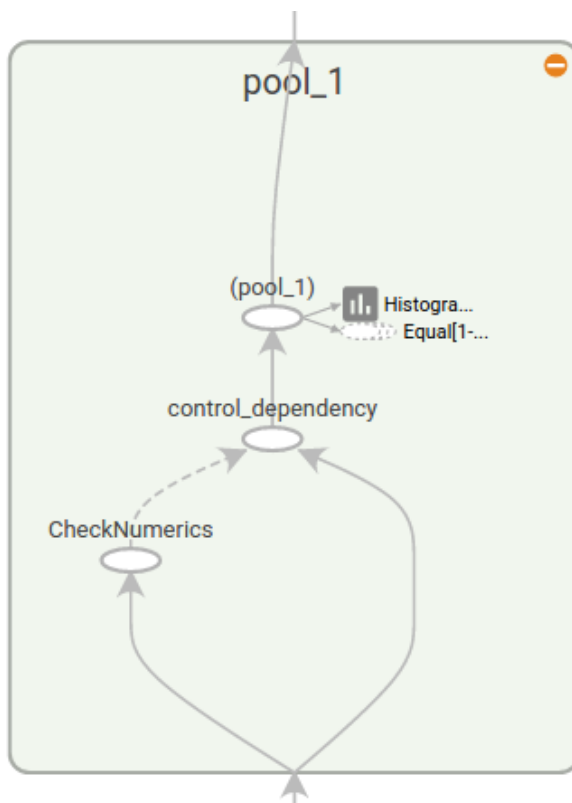 pool_1
(pool_1)
Histogra...
Equal[1-...
control_dependency
CheckNumerics